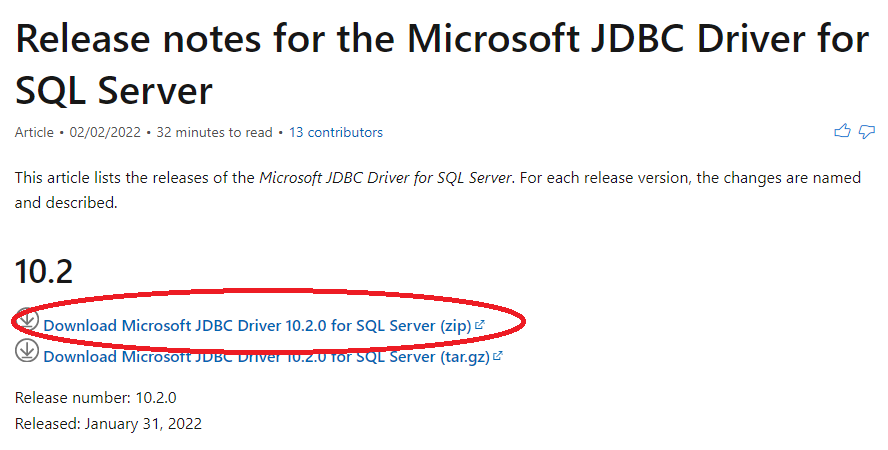 Release notes for the Microsoft JDBC Driver for
SQL Server
Article • 02/02/2022 • 32 minutes to read • 13 contributors
This article lists the releases of the Microsoft JDBC Driver for SQL Server. For each release version, the changes are named
and described.
10.2
Download Microsoft JDBC Driver 10.2.0 for SQL Server (zip)
Download Microsoft JDBC Driver 10.2.0 for SQL Server (tar.gz)
Release number: 10.2.0
Released: January 31, 2022